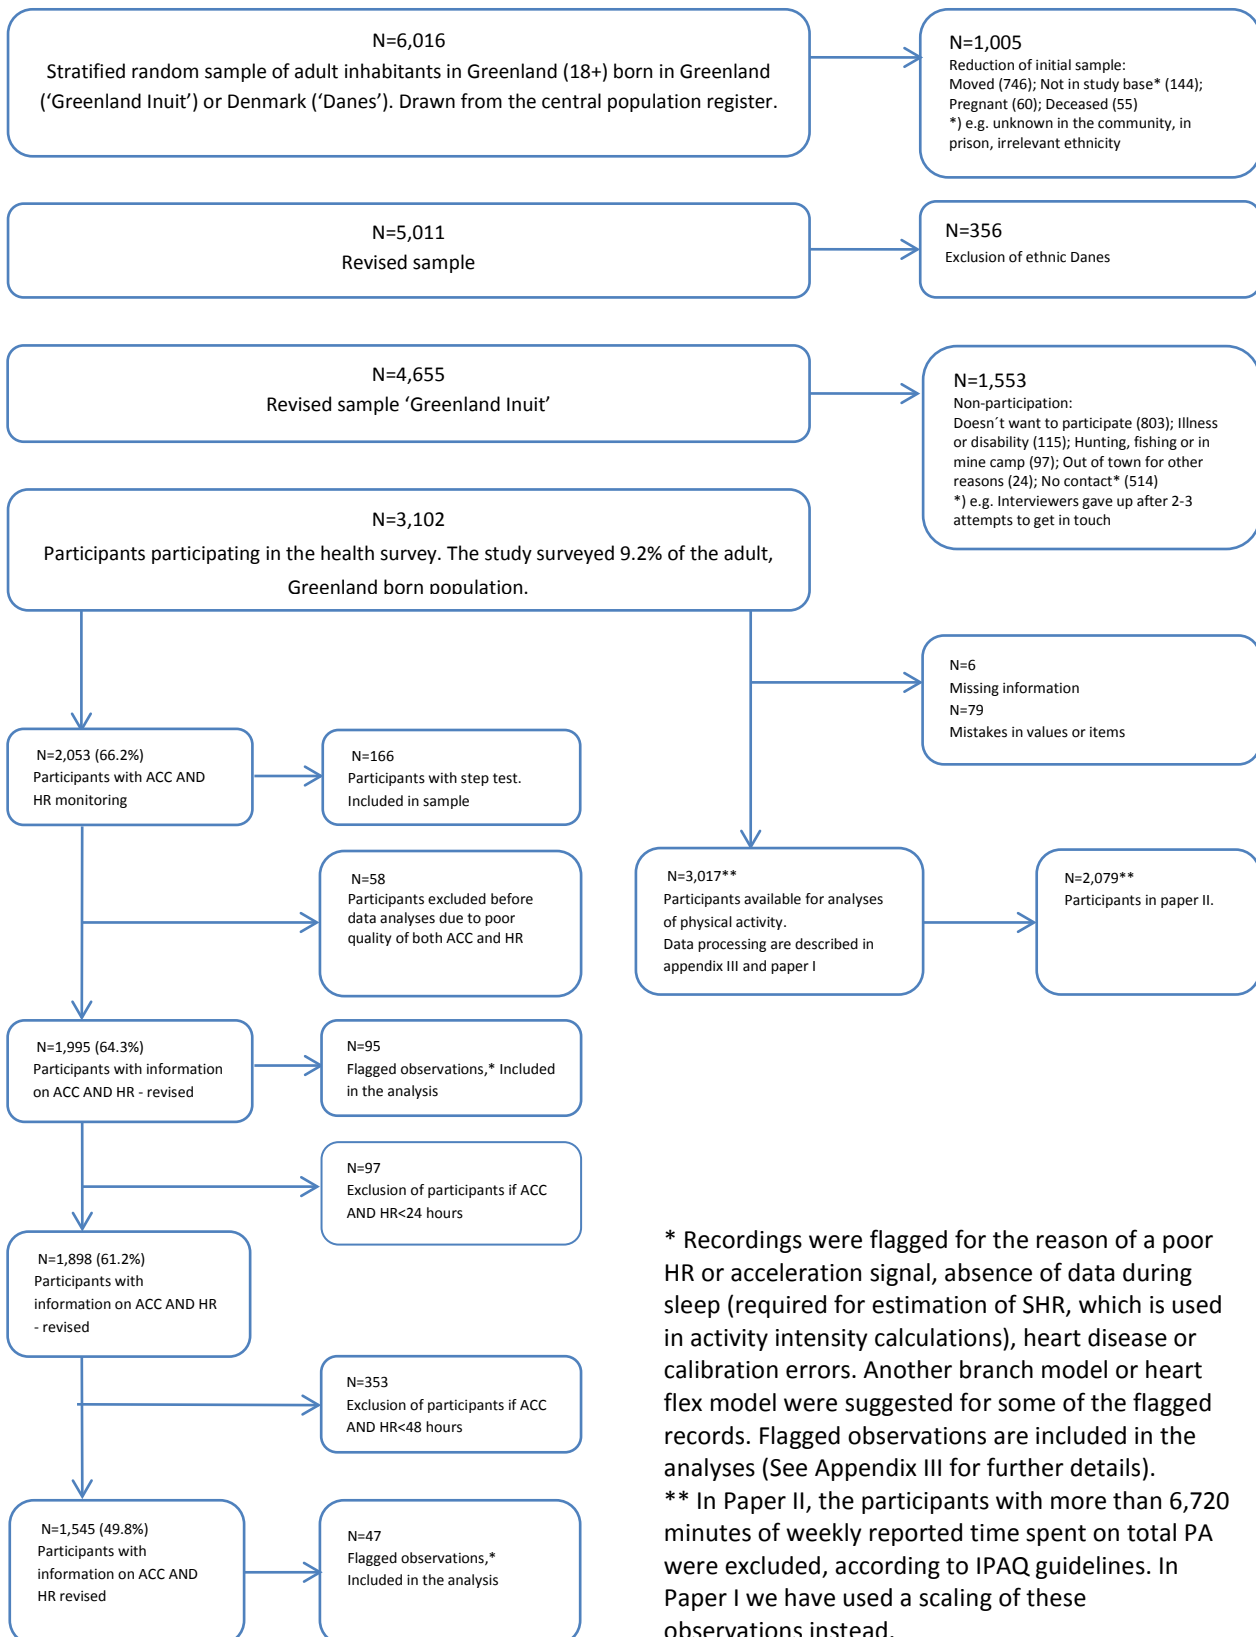 N=6,016
Stratified random sample of adult inhabitants in Greenland (18+) born in Greenland
(‘Greenland Inuit’) or Denmark (‘Danes’). Drawn from the central population register.
N=1,005
Reduction of initial sample:
Moved (746); Not in study base* (144);
Pregnant (60); Deceased (55)
*) e.g. unknown in the community, in
prison, irrelevant ethnicity
N=5,011
Revised sample
N=356
Exclusion of ethnic Danes
N=4,655
Revised sample ‘Greenland Inuit’
N=1,553
Non-participation:
Doesn´t want to participate (803); Illness
or disability (115); Hunting, fishing or in
mine camp (97); Out of town for other
reasons (24); No contact* (514)
*) e.g. Interviewers gave up after 2-3
attempts to get in touch
N=3,102
Participants participating in the health survey. The study surveyed 9.2% of the adult,
Greenland born population.
N=6
Missing information
N=79
Mistakes in values or items
N=2,053 (66.2%)
Participants with ACC AND
HR monitoring
N=166
Participants with step test.
Included in sample
N=58
Participants excluded before
data analyses due to poor
quality of both ACC and HR
N=3,017**
Participants available for analyses
of physical activity.
Data processing are described in
appendix III and paper I
N=2,079**
Participants in paper II.
N=1,995 (64.3%)
Participants with information
on ACC AND HR - revised
N=95
Flagged observations,* Included
in the analysis
N=97
Exclusion of participants if ACC
AND HR<24 hours
N=1,898 (61.2%)
Participants with
information on ACC AND HR
- revised
N=353
Exclusion of participants if ACC
AND HR<48 hours
N=1,545 (49.8%)
Participants with
information on ACC AND
HR revised
N=47
Flagged observations,*
Included in the analysis
* Recordings were flagged for the reason of a poor
HR or acceleration signal, absence of data during
sleep (required for estimation of SHR, which is used
in activity intensity calculations), heart disease or
calibration errors. Another branch model or heart
flex model were suggested for some of the flagged
records. Flagged observations are included in the
analyses (See Appendix III for further details).
** In Paper II, the participants with more than 6,720
minutes of weekly reported time spent on total PA
were excluded, according to IPAQ guidelines. In
Paper I we have used a scaling of these
observations instead.